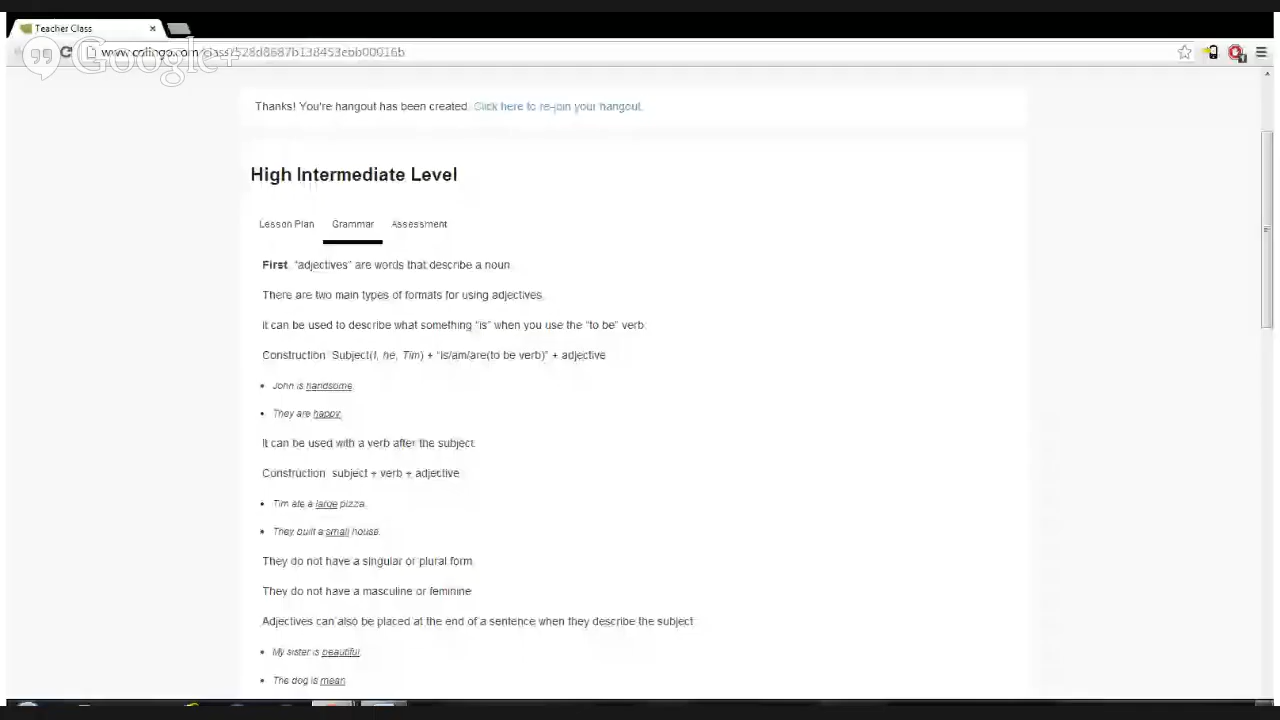 Teacher Class
Google+
Thanks! You're hangout has been created. Click here to re-join your hangout.
High Intermediate Level
Lesson Plan Grammar Assessment
First "adjectives" are words that describe a noun
There are two main types of formats for using adjectives.
It can be used to describe what something "is" when you use the "to be" verb
Construction Subject(I, he, Tim) + "is/am/are(to be verb)" + adjective
John is handsome.
They are happy.
It can be used with a verb after the subject.
Construction subject + verb + adjective
Tim ate a large pizza.
They built a small house.
They do not have a singular or plural form
They do not have a masculine or feminine
Adjectives can also be placed at the end of a sentence when they describe the subject
My sister is beautiful.
The dog is mean